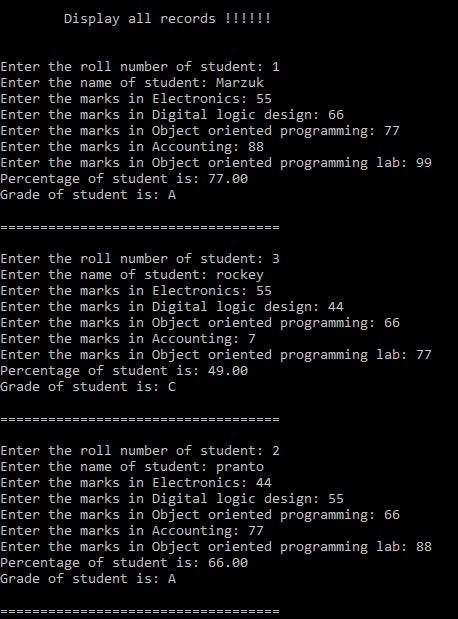 Display all records !!!!!!
Enter the roll number of student: 1
Enter the name of student: Marzuk
Enter the marks in Electronics: 55
Enter the marks in Digital logic design: 66
Enter the marks in Object oriented programming: 77
Enter the marks in Accounting: 88
Enter the marks in Object oriented programming lab: 99
Percentage of student is: 77.00
Grade of student is: A
===================================
Enter the roll number of student: 3
Enter the name of student: rockey
Enter the marks in Electronics: 55
Enter the marks in Digital logic design: 44
Enter the marks in Object oriented programming: 66
Enter the marks in Accounting: 7
Enter the marks in Object oriented programming lab: 77
Percentage of student is: 49.00
Grade of student is: C
===================================
Enter the roll number of student: 2
Enter the name of student: pranto
Enter the marks in Electronics: 44
Enter the marks in Digital logic design: 55
Enter the marks in Object oriented programming: 66
Enter the marks in Accounting: 77
Enter the marks in Object oriented programming lab: 88
Percentage of student is: 66.00
Grade of student is: A
===================================